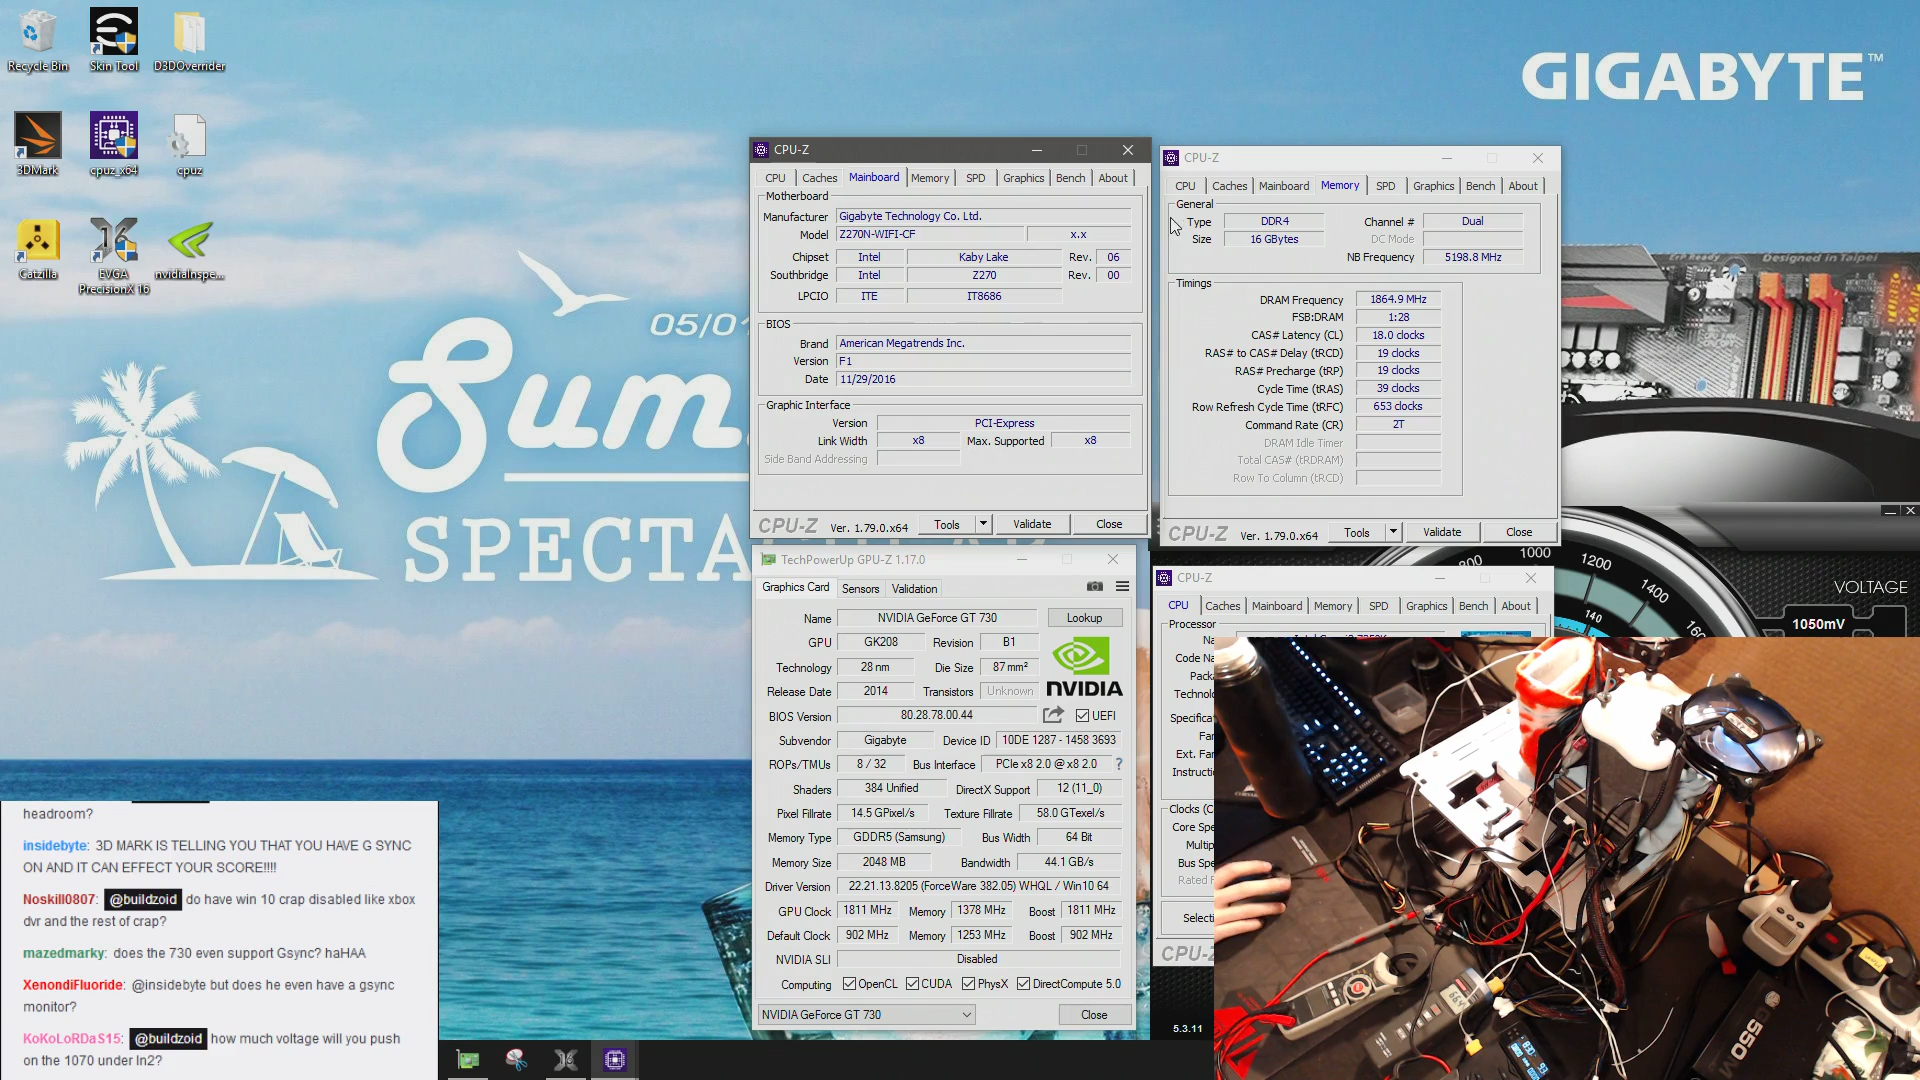 Recycle Bin
Skin Tool
D3DOverrider
3DMark
cpuz_x64
cpuz
Catzilla
EVGA PrecisionX 16
nvidiaInspe...
GIGABYTE™
ErP Ready
Designed in Taipei
05/01
Sum
SPECTA
CPU-Z
CPU Caches Mainboard Memory SPD Graphics Bench About
Motherboard
Manufacturer Gigabyte Technology Co. Ltd.
Model Z270N-WIFI-CF x.x
Chipset Intel Kaby Lake Rev. 06
Southbridge Intel Z270 Rev. 00
LPCIO ITE IT8686
BIOS
Brand American Megatrends Inc.
Version F1
Date 11/29/2016
Graphic Interface
Version PCI-Express
Link Width x8 Max. Supported x8
Side Band Addressing
CPU-Z Ver. 1.79.0.x64 Tools Validate Close
CPU-Z
CPU Caches Mainboard Memory SPD Graphics Bench About
General
Type DDR4 Channel # Dual
Size 16 GBytes DC Mode
NB Frequency 5198.8 MHz
Timings
DRAM Frequency 1864.9 MHz
FSB:DRAM 1:28
CAS# Latency (CL) 18.0 clocks
RAS# to CAS# Delay (tRCD) 19 clocks
RAS# Precharge (tRP) 19 clocks
Cycle Time (tRAS) 39 clocks
Row Refresh Cycle Time (tRFC) 653 clocks
Command Rate (CR) 2T
DRAM Idle Timer
Total CAS# (tRDRAM)
Row To Column (tRCD)
CPU-Z Ver. 1.79.0.x64 Tools Validate Close
TechPowerUp GPU-Z 1.17.0
Graphics Card Sensors Validation
Name NVIDIA GeForce GT 730 Lookup
GPU GK208 Revision B1
Technology 28 nm Die Size 87 mm²
Release Date 2014 Transistors Unknown
NVIDIA
BIOS Version 80.28.78.00.44 UEFI
Subvendor Gigabyte Device ID 10DE 1287 - 1458 3693
ROPs/TMUs 8 / 32 Bus Interface PCIe x8 2.0 @ x8 2.0 ?
Shaders 384 Unified DirectX Support 12 (11_0)
Pixel Fillrate 14.5 GPixel/s Texture Fillrate 58.0 GTexel/s
Memory Type GDDR5 (Samsung) Bus Width 64 Bit
Memory Size 2048 MB Bandwidth 44.1 GB/s
Driver Version 22.21.13.8205 (ForceWare 382.05) WHQL / Win10 64
GPU Clock 1811 MHz Memory 1378 MHz Boost 1811 MHz
Default Clock 902 MHz Memory 1253 MHz Boost 902 MHz
NVIDIA SLI Disabled
Computing OpenCL CUDA PhysX DirectCompute 5.0
NVIDIA GeForce GT 730 Close
CPU-Z
CPU Caches Mainboard Memory SPD Graphics Bench About
Processor
Code Na
Packa
Technolo
Specifica
Fam
Ext. Fam
Instructio
Clocks (C
Core Spe
Multip
Bus Spe
Rated F
Selecti
CPU-Z
800 1000 1200 1400 160
140
VOLTAGE
1050mV
5.3.11
550
headroom?
insidebyte: 3D MARK IS TELLING YOU THAT YOU HAVE G SYNC
ON AND IT CAN EFFECT YOUR SCORE!!!!
Noskill0807: @buildzoid do have win 10 crap disabled like xbox
dvr and the rest of crap?
mazedmarky: does the 730 even support Gsync? haHAA
XenondiFluoride: @insidebyte but does he even have a gsync
monitor?
KoKoLoRDaS15: @buildzoid how much voltage will you push
on the 1070 under ln2?